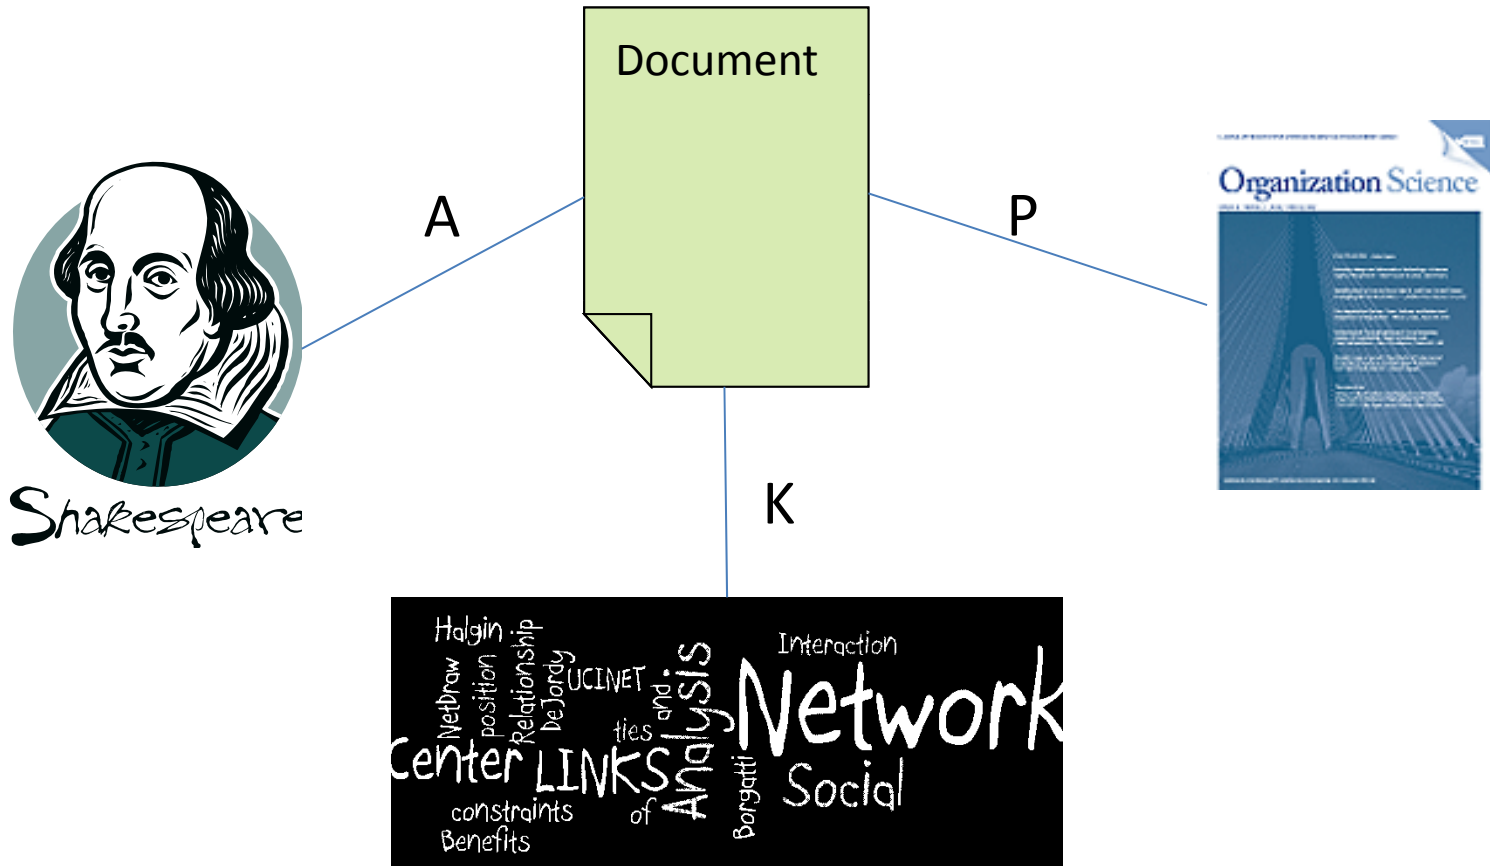 Document
A
P
Organization Science
Shakespeare
K
Halgin
NetDraw
position
Relationship
DeJordy
UCINET
and
ties
Analysis
Interaction
Network
Center
LINKS
Social
Borgatti
constraints
of
Benefits